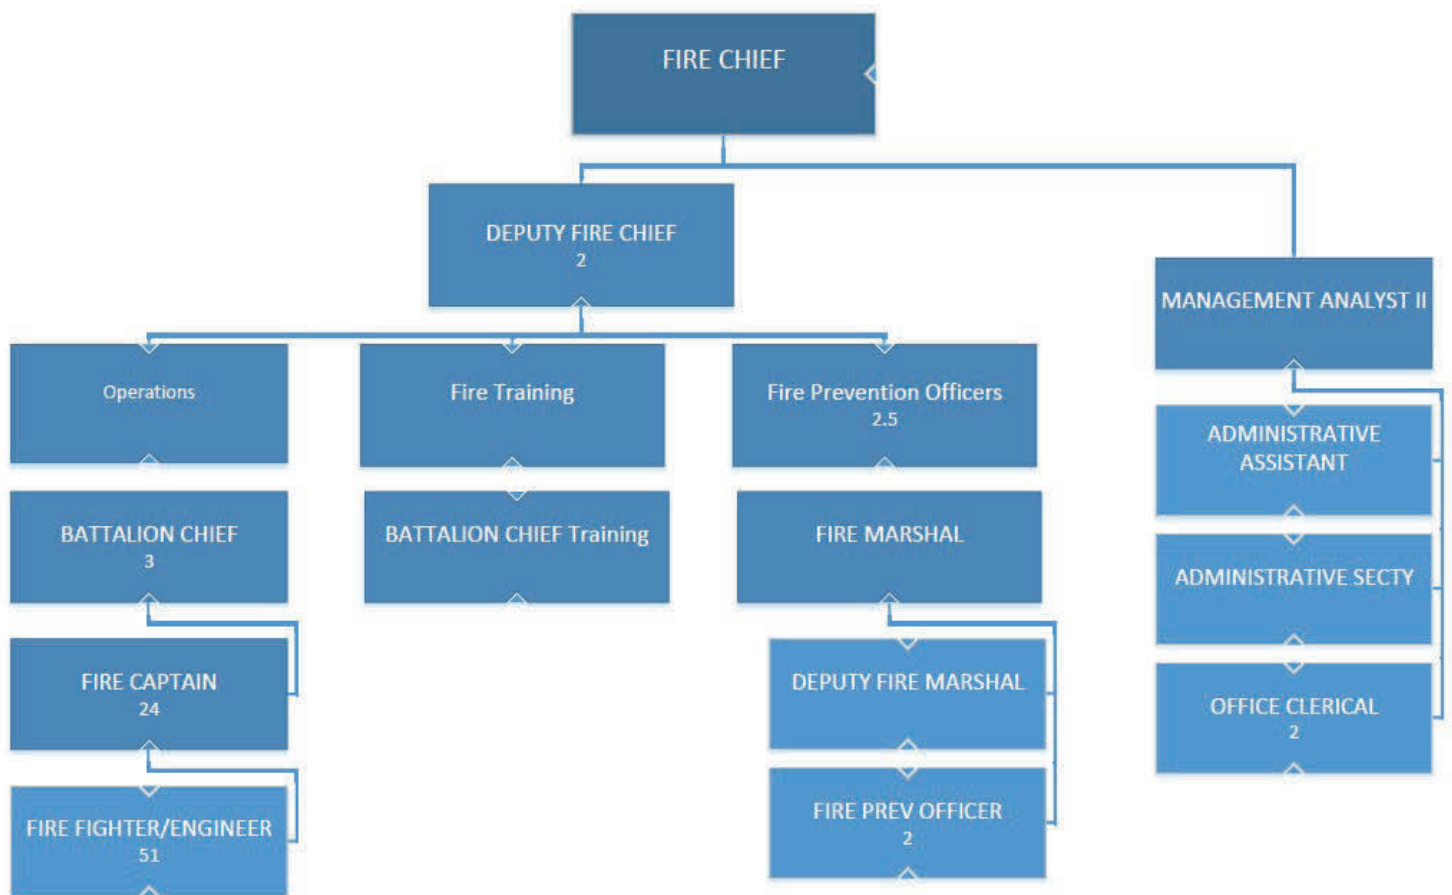 FIRE CHIEF
DEPUTY FIRE CHIEF
2
MANAGEMENT ANALYST II
Operations
Fire Training
Fire Prevention Officers
2.5
BATTALION CHIEF
3
BATTALION CHIEF Training
FIRE MARSHAL
FIRE CAPTAIN
24
FIRE FIGHTER/ENGINEER
51
DEPUTY FIRE MARSHAL
FIRE PREV OFFICER
2
ADMINISTRATIVE
ASSISTANT
ADMINISTRATIVE SECTY
OFFICE CLERICAL
2